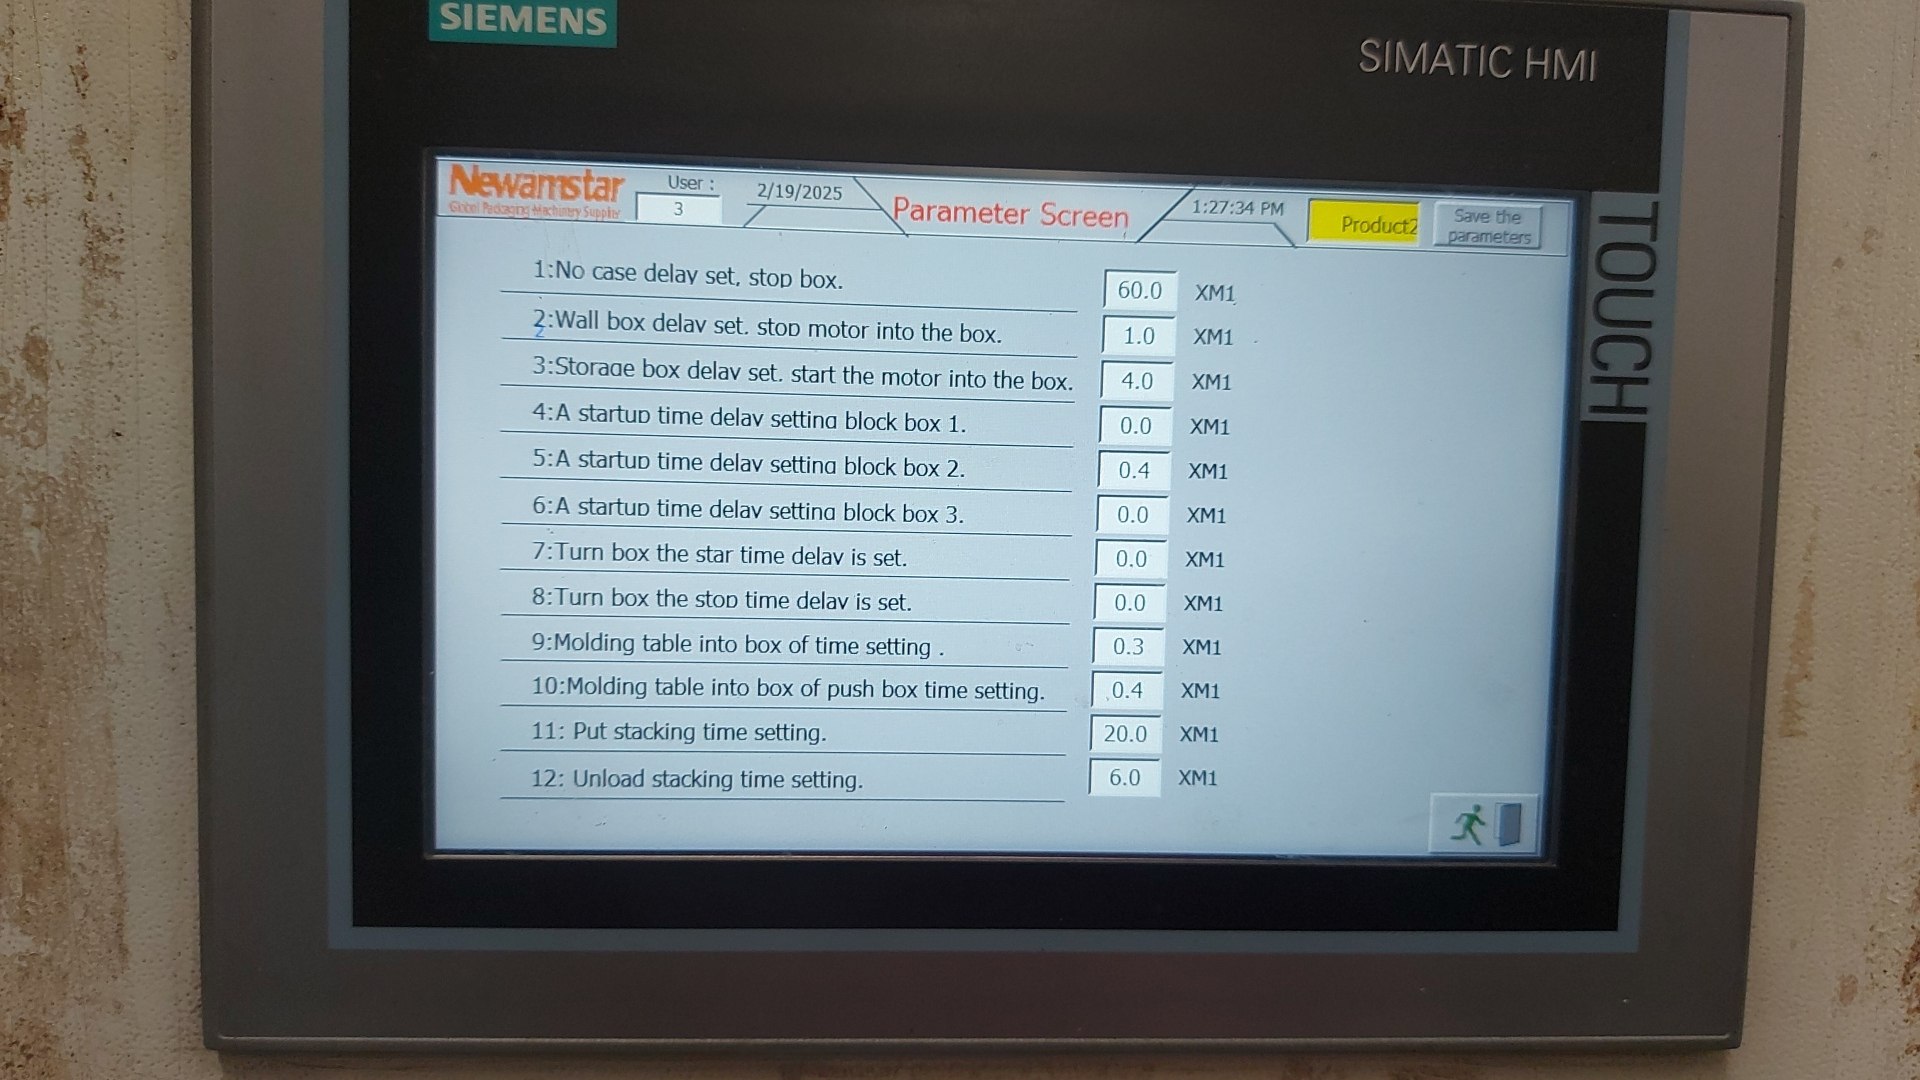 SIEMENS
SIMATIC HMI
TOUCH
Newamstar
Global Packaging Machinery Supplier
User :
3
2/19/2025
Parameter Screen
1:27:34 PM
Product2
Save the
parameters
1:No case delay set, stop box. 60.0 XM1
2:Wall box delay set. stop motor into the box. 1.0 XM1
3:Storage box delay set. start the motor into the box. 4.0 XM1
4:A startup time delay setting block box 1. 0.0 XM1
5:A startup time delay setting block box 2. 0.4 XM1
6:A startup time delay setting block box 3. 0.0 XM1
7:Turn box the star time delay is set. 0.0 XM1
8:Turn box the stop time delay is set. 0.0 XM1
9:Molding table into box of time setting . 0.3 XM1
10:Molding table into box of push box time setting. 0.4 XM1
11: Put stacking time setting. 20.0 XM1
12: Unload stacking time setting. 6.0 XM1